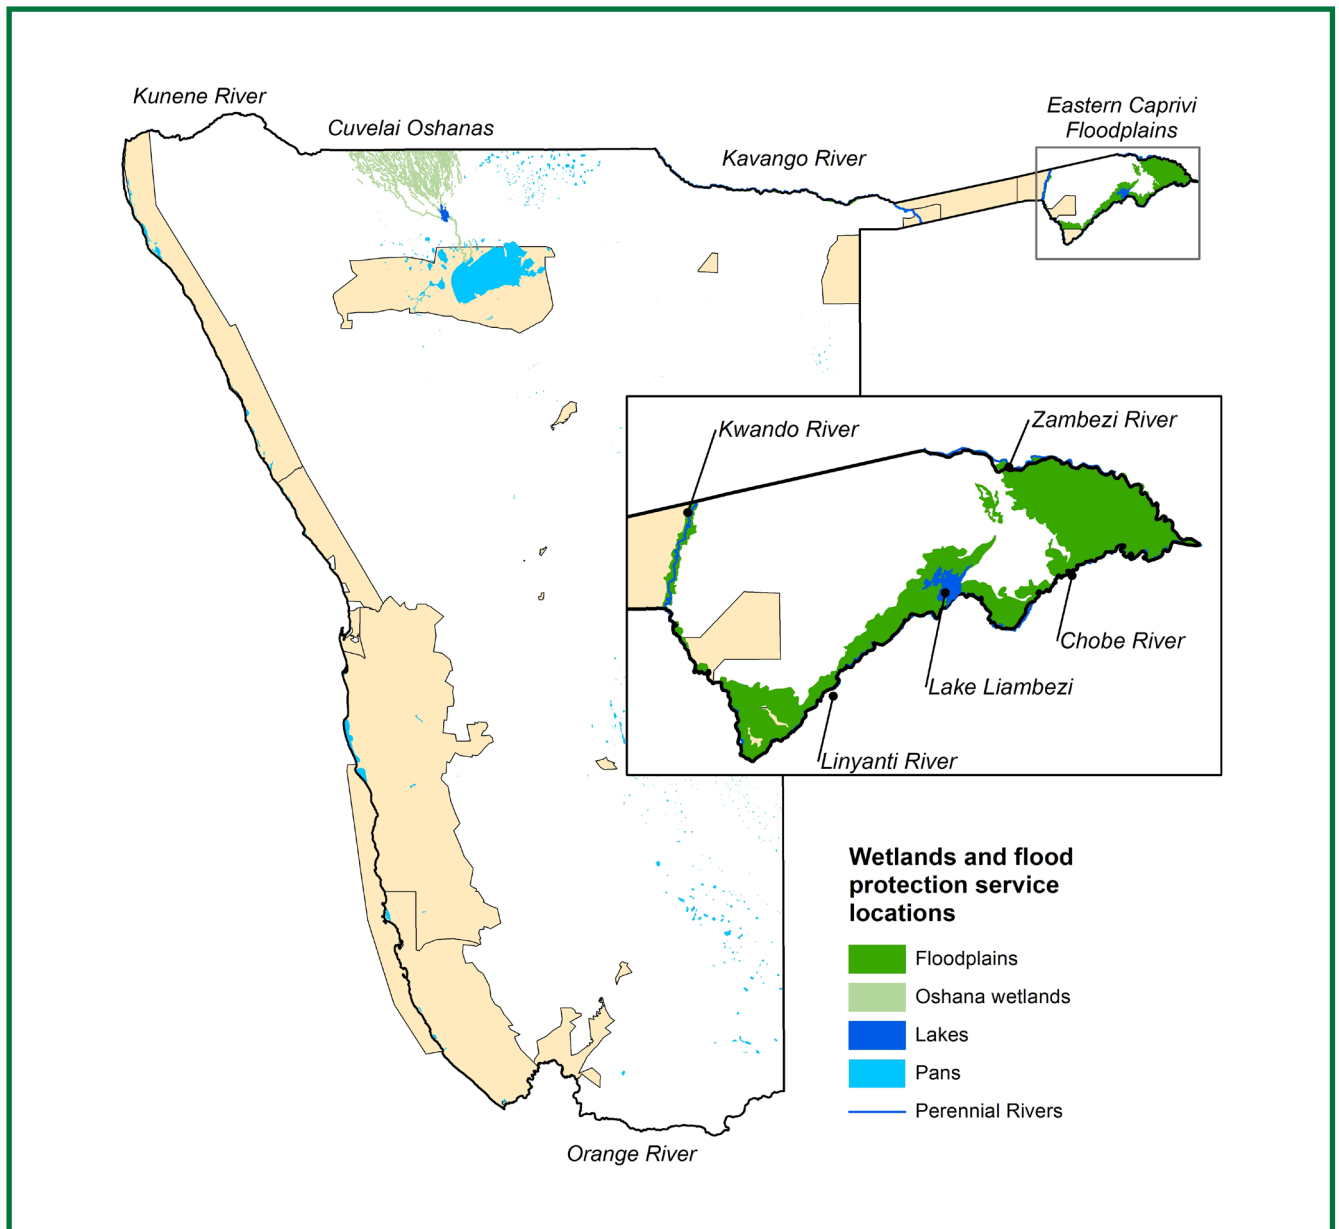 Kunene River
Cuvelai Oshanas
Kavango River
Eastern Caprivi
Floodplains
Kwando River
Zambezi River
Chobe River
Lake Liambezi
Linyanti River
Wetlands and flood
protection service
locations
Floodplains
Oshana wetlands
Lakes
Pans
Perennial Rivers
Orange River